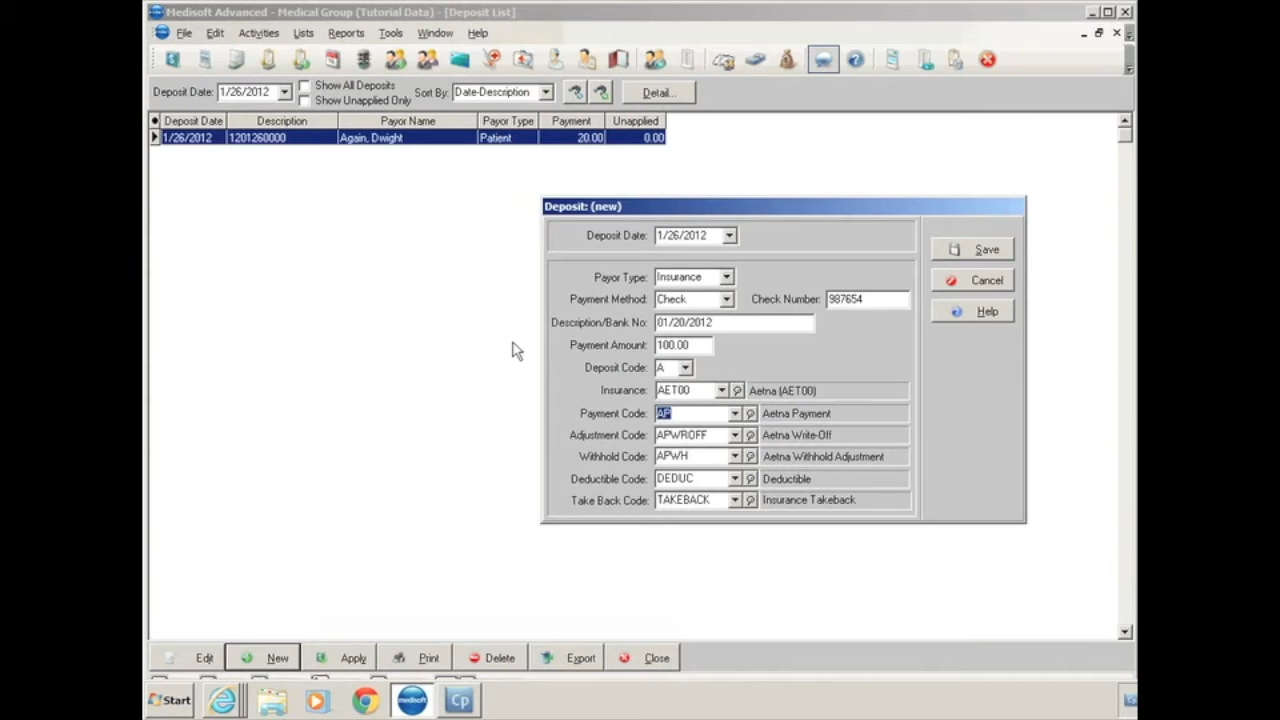 Medisoft Advanced - Medical Group (Tutorial Data) - [Deposit List]
File Edit Activities Lists Reports Tools Window Help
Deposit Date: 1/26/2012 Show All Deposits Show Unapplied Only Sort By: Date-Description Detail...
Deposit Date Description Payor Name Payor Type Payment Unapplied
1/26/2012 1201260000 Again, Dwight Patient 20.00 0.00
Deposit: (new)
Deposit Date: 1/26/2012
Save
Payor Type: Insurance
Cancel
Payment Method: Check Check Number: 987654
Help
Description/Bank No: 01/20/2012
Payment Amount: 100.00
Deposit Code: A
Insurance: AET00 Aetna (AET00)
Payment Code: AP Aetna Payment
Adjustment Code: APWROFF Aetna Write-Off
Withhold Code: APWH Aetna Withhold Adjustment
Deductible Code: DEDUC Deductible
Take Back Code: TAKEBACK Insurance Takeback
Edit New Apply Print Delete Export Close
Start medisoft Cp